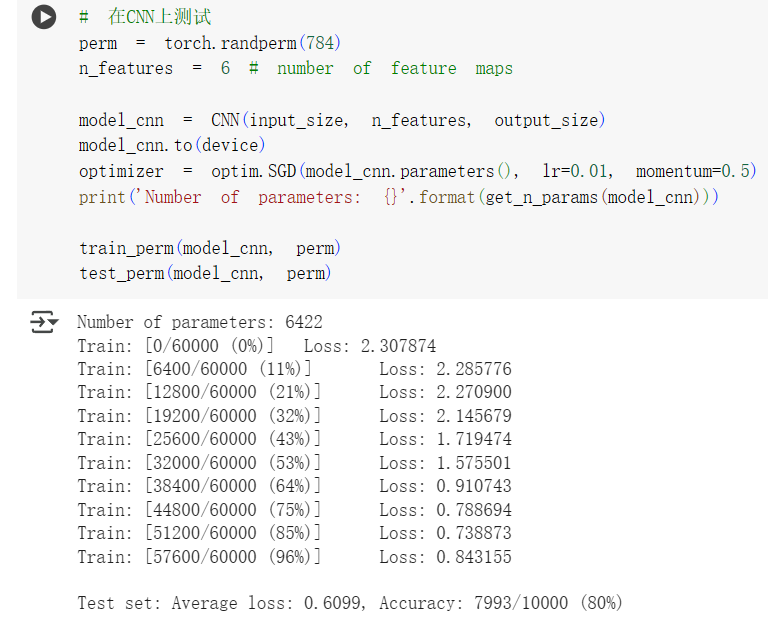 # 在CNN上测试
perm = torch.randperm(784)
n_features = 6 # number of feature maps
model_cnn = CNN(input_size, n_features, output_size)
model_cnn.to(device)
optimizer = optim.SGD(model_cnn.parameters(), lr=0.01, momentum=0.5)
print('Number of parameters: {}'.format(get_n_params(model_cnn)))
train_perm(model_cnn, perm)
test_perm(model_cnn, perm)
Number of parameters: 6422
Train: [0/60000 (0%)] Loss: 2.307874
Train: [6400/60000 (11%)] Loss: 2.285776
Train: [12800/60000 (21%)] Loss: 2.270900
Train: [19200/60000 (32%)] Loss: 2.145679
Train: [25600/60000 (43%)] Loss: 1.719474
Train: [32000/60000 (53%)] Loss: 1.575501
Train: [38400/60000 (64%)] Loss: 0.910743
Train: [44800/60000 (75%)] Loss: 0.788694
Train: [51200/60000 (85%)] Loss: 0.738873
Train: [57600/60000 (96%)] Loss: 0.843155
Test set: Average loss: 0.6099, Accuracy: 7993/10000 (80%)